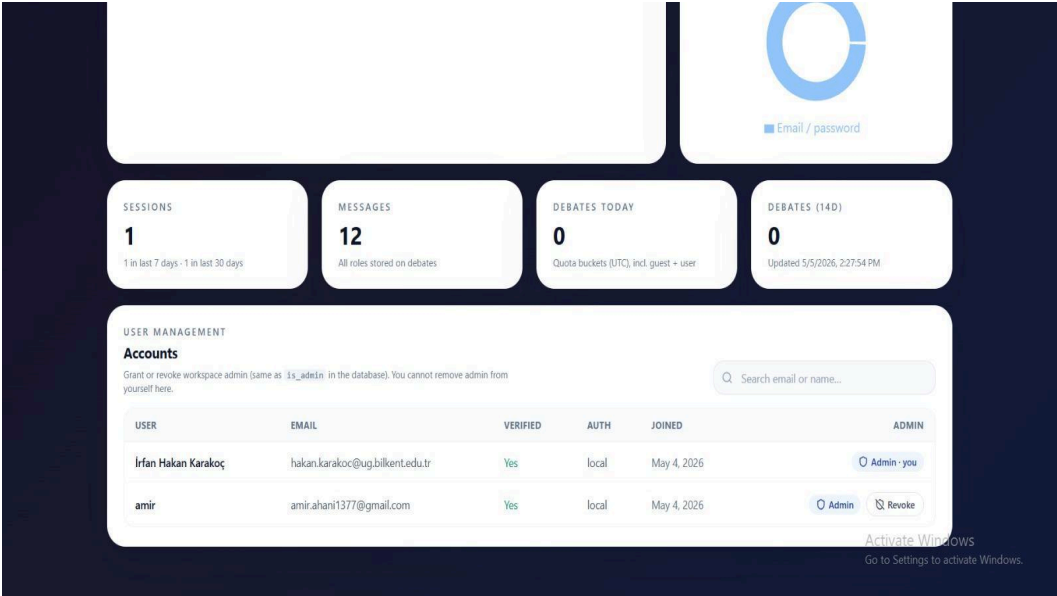 Email / password
SESSIONS
1
1 in last 7 days · 1 in last 30 days
MESSAGES
12
All roles stored on debates
DEBATES TODAY
0
Quota buckets (UTC), incl. guest + user
DEBATES (14D)
0
Updated 5/5/2026, 2:27:54 PM
USER MANAGEMENT
Accounts
Grant or revoke workspace admin (same as is_admin in the database). You cannot remove admin from
yourself here.
Search email or name...
USER EMAIL VERIFIED AUTH JOINED ADMIN
İrfan Hakan Karakoç hakan.karakoc@ug.bilkent.edu.tr Yes local May 4, 2026 Admin · you
amir amir.ahani1377@gmail.com Yes local May 4, 2026 Admin Revoke
Activate Windows
Go to Settings to activate Windows.